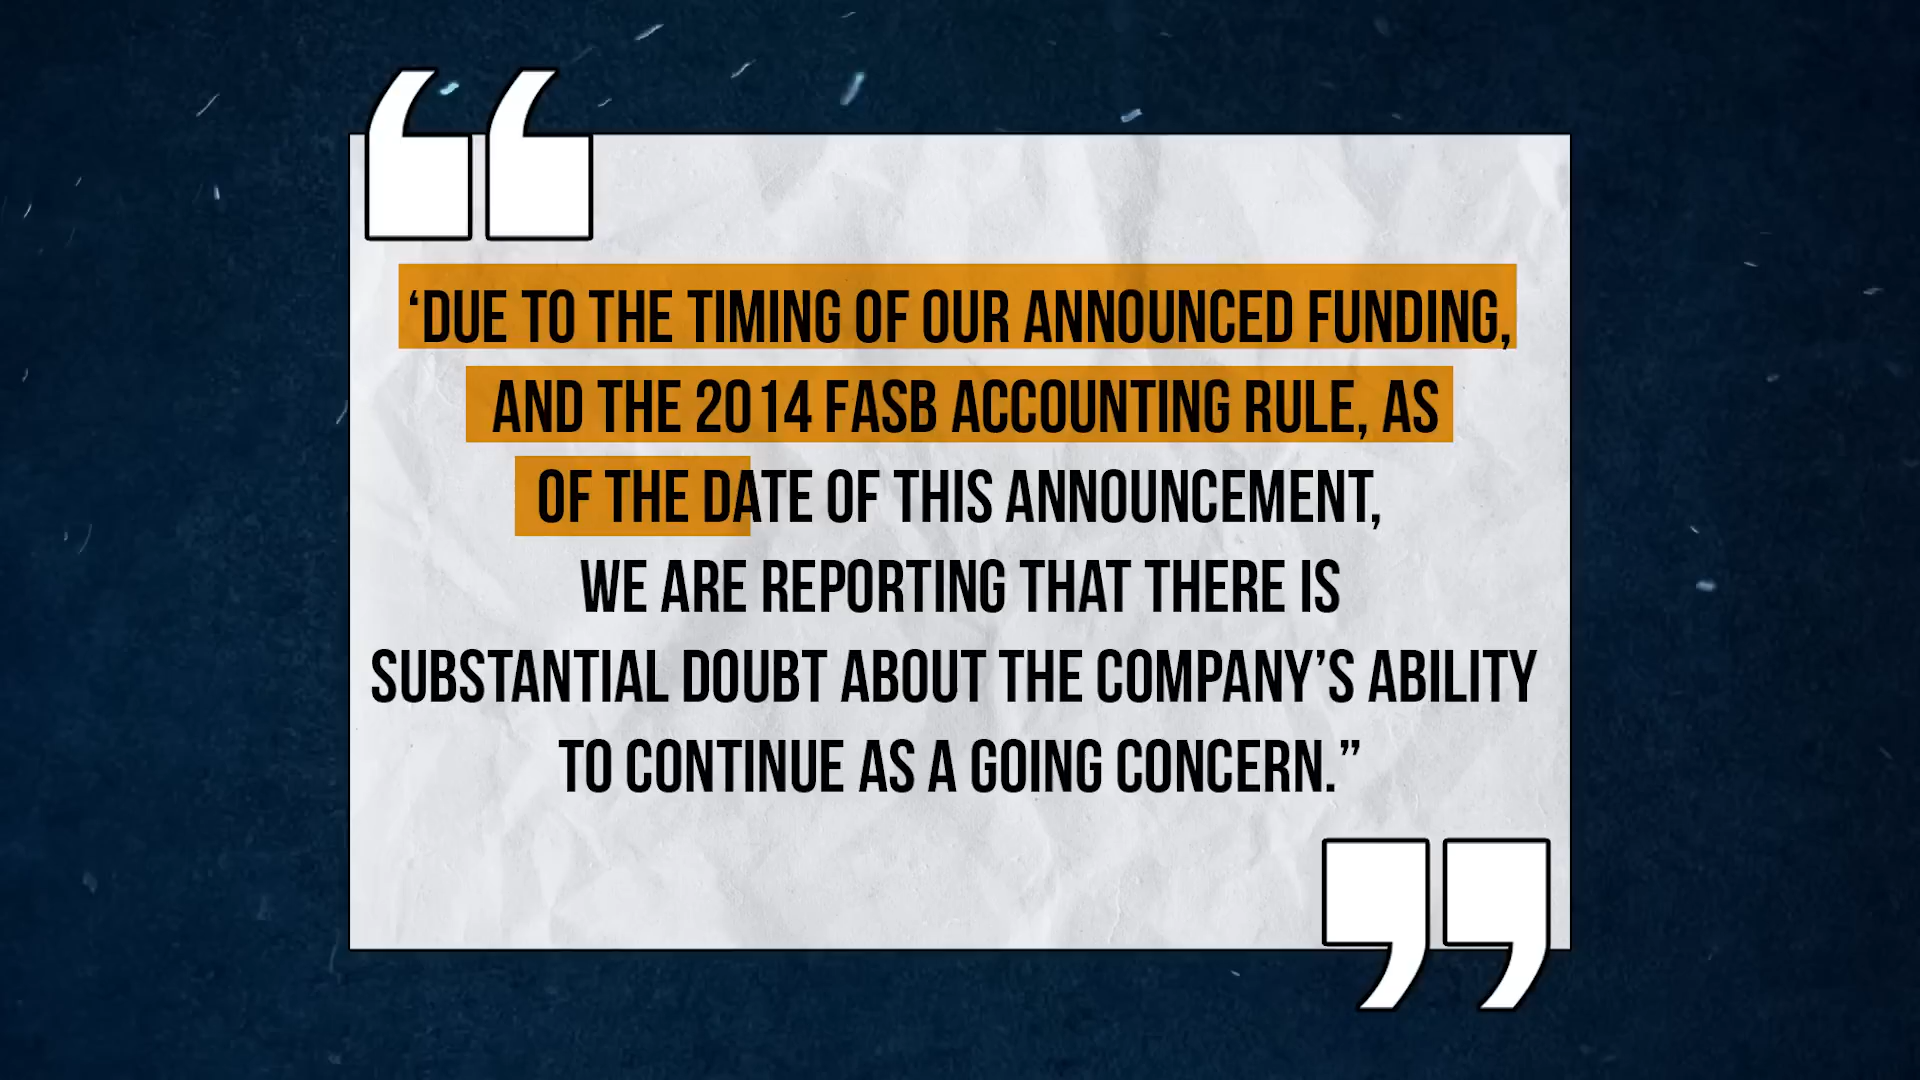 ‘DUE TO THE TIMING OF OUR ANNOUNCED FUNDING,
AND THE 2014 FASB ACCOUNTING RULE, AS
OF THE DATE OF THIS ANNOUNCEMENT,
WE ARE REPORTING THAT THERE IS
SUBSTANTIAL DOUBT ABOUT THE COMPANY’S ABILITY
TO CONTINUE AS A GOING CONCERN.”